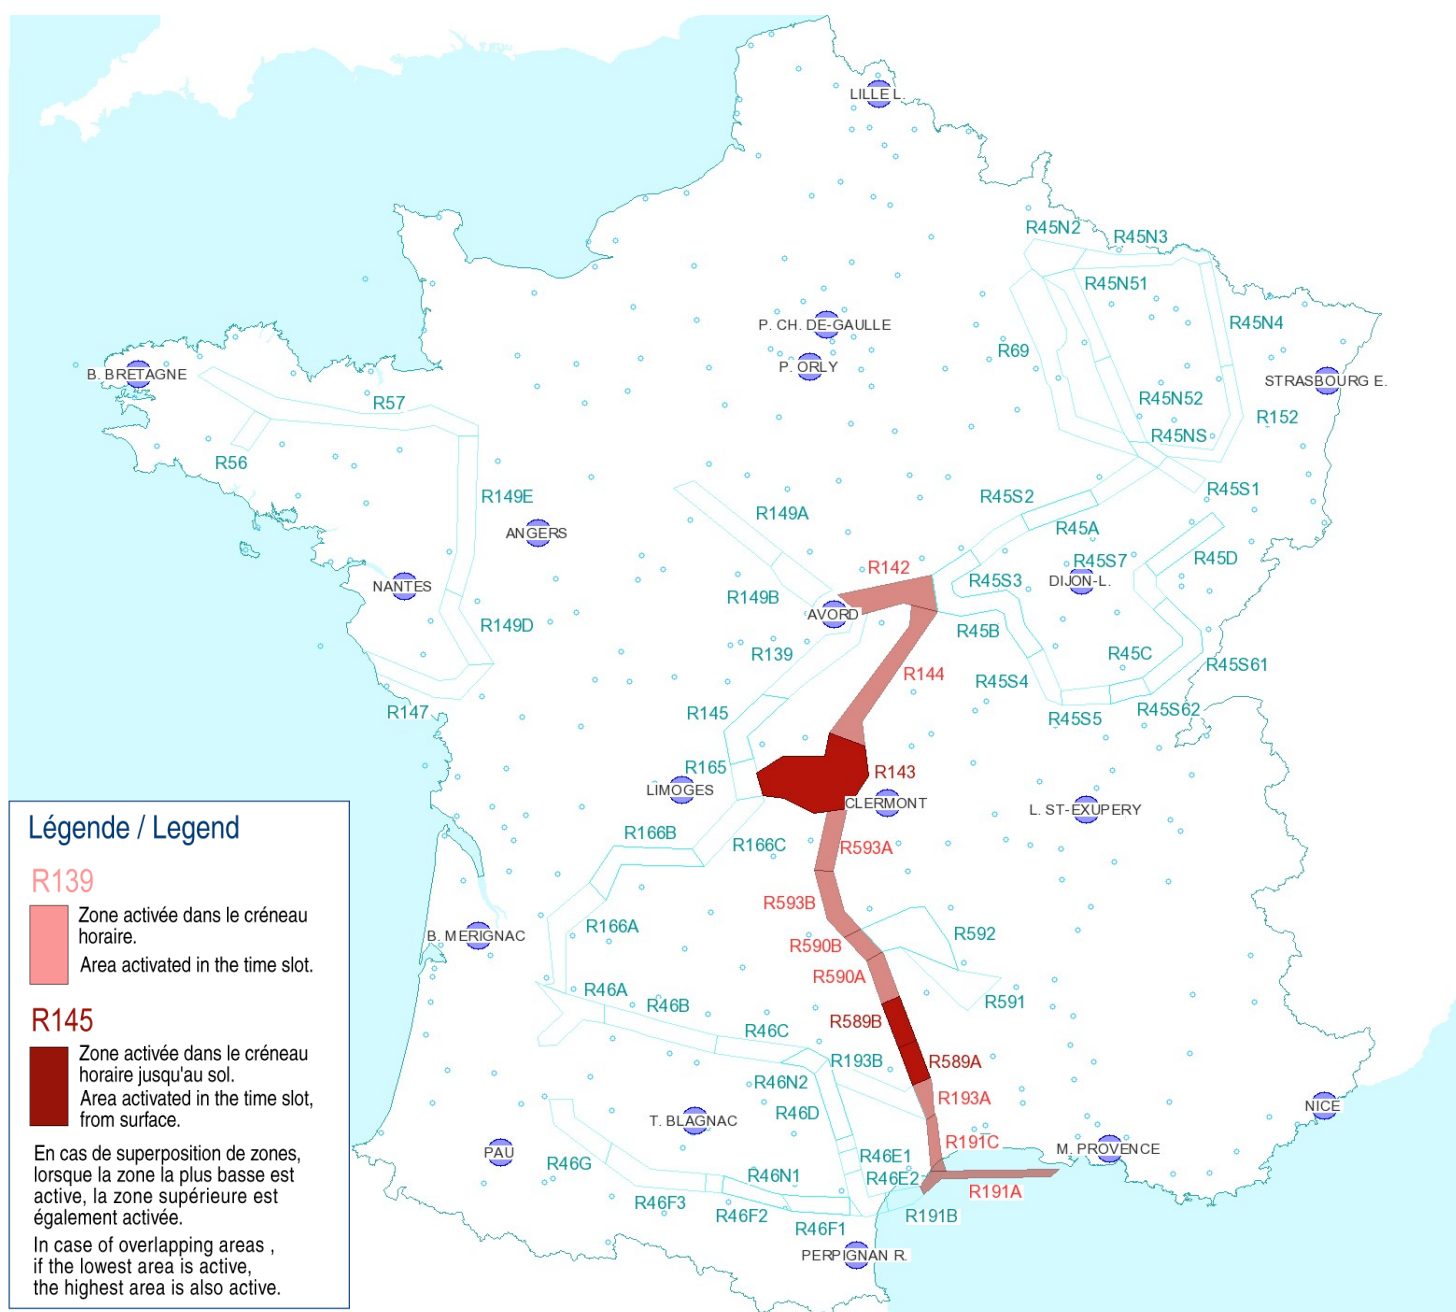 LILLE L.
R45N2
R45N3
R45N51
P. CH. DE-GAULLE
R45N4
R69
P. ORLY
B. BRETAGNE
STRASBOURG E.
R57
R45N52
R152
R45NS
R56
R149E
R45S2
R45S1
R149A
ANGERS
R45A
R45S7
R45D
R142
R45S3
DIJON-L.
NANTES
R149B
AVORD
R149D
R45B
R139
R45C
R45S61
R144
R45S4
R147
R145
R45S5
R45S62
R165
R143
LIMOGES
CLERMONT
L. ST-EXUPERY
R166B
R166C
R593A
R593B
R166A
B. MERIGNAC
R592
R590B
R590A
R46A
R591
R46B
R589B
R46C
R193B
R589A
R46N2
R193A
R46D
NICE
T. BLAGNAC
R191C
M. PROVENCE
PAU
R46E1
R46G
R46N1
R46E2
R191A
R46F3
R46F2
R191B
R46F1
PERPIGNAN R.
Légende / Legend
R139
Zone activée dans le créneau
horaire.
Area activated in the time slot.
R145
Zone activée dans le créneau
horaire jusqu'au sol.
Area activated in the time slot,
from surface.
En cas de superposition de zones,
lorsque la zone la plus basse est
active, la zone supérieure est
également activée.
In case of overlapping areas ,
if the lowest area is active,
the highest area is also active.